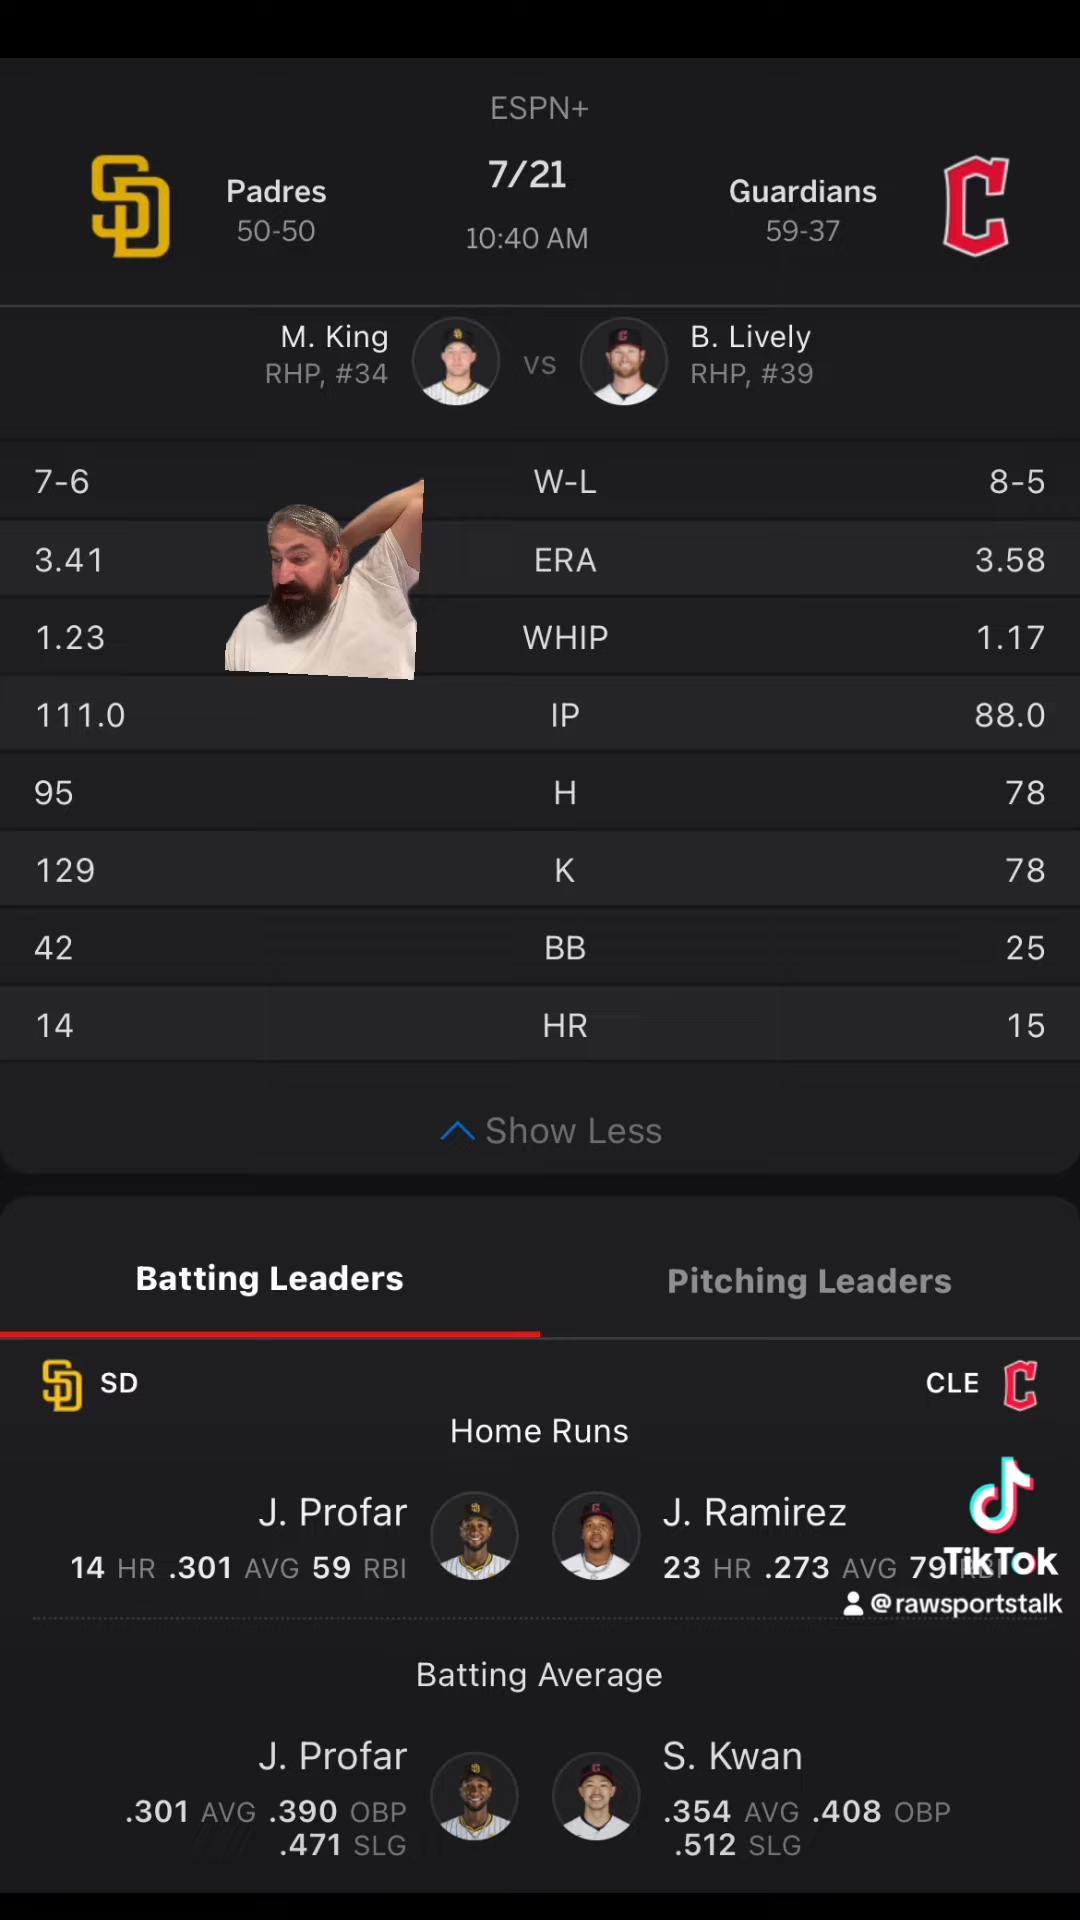 ESPN+
7/21
10:40 AM
Padres
50-50
Guardians
59-37
M. King
RHP, #34
vs
B. Lively
RHP, #39
7-6 W-L 8-5
3.41 ERA 3.58
1.23 WHIP 1.17
111.0 IP 88.0
95 H 78
129 K 78
42 BB 25
14 HR 15
Show Less
Batting Leaders
Pitching Leaders
SD
CLE
Home Runs
J. Profar
14 HR .301 AVG 59 RBI
J. Ramirez
23 HR .273 AVG 79 RBI
TikTok
@rawsportstalk
Batting Average
J. Profar
.301 AVG .390 OBP
.471 SLG
S. Kwan
.354 AVG .408 OBP
.512 SLG